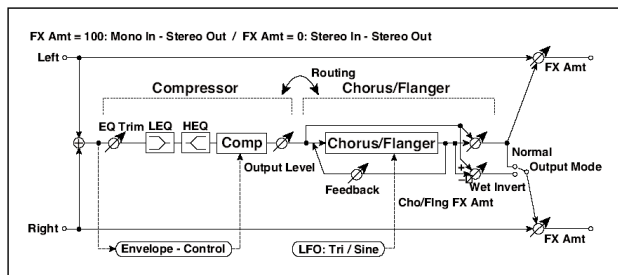 FX Amt = 100: Mono In - Stereo Out / FX Amt = 0: Stereo In - Stereo Out
Left
FX Amt
Routing
Compressor
Chorus/Flanger
EQ Trim
LEQ
HEQ
Comp
Chorus/Flanger
Normal
Output Mode
Output Level
+
−
Wet Invert
Feedback
Cho/Flng FX Amt
Right
FX Amt
Envelope - Control
LFO: Tri / Sine